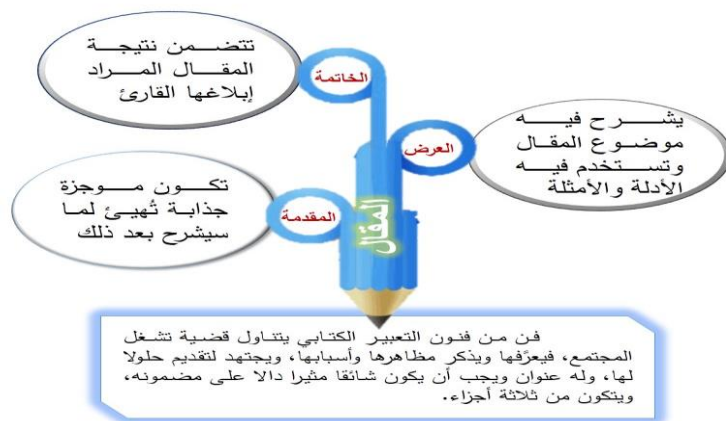 تتضمن نتيجة
المقال المراد
إبلاغها القارئ
الخاتمة
يشرح فيه
موضوع المقال
وتستخدم فيه
الأدلة والأمثلة
العرض
تكون موجزة
جذابة تُهيئ لما
سيشرح بعد ذلك
المقدمة
المقال
فن من فنون التعبير الكتابي يتناول قضية تشغل
المجتمع، فيعرِّفها ويذكر مظاهرها وأسبابها، ويجتهد لتقديم حلولا
لها، وله عنوان ويجب أن يكون شائقا مثيرا دالا على مضمونه،
ويتكون من ثلاثة أجزاء.